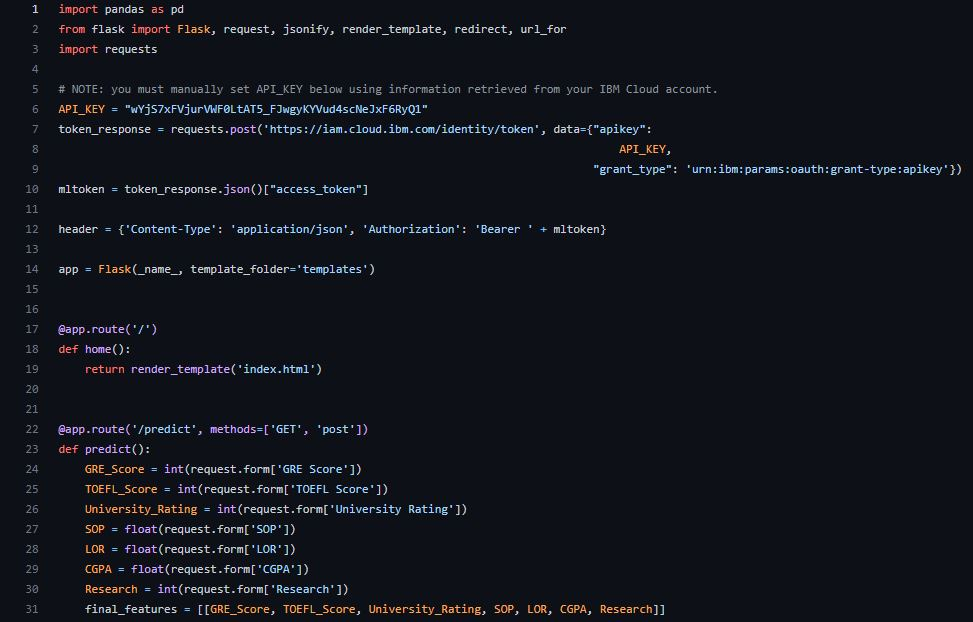 1 import pandas as pd
2 from flask import Flask, request, jsonify, render_template, redirect, url_for
3 import requests
4
5 # NOTE: you must manually set API_KEY below using information retrieved from your IBM Cloud account.
6 API_KEY = "wYjS7xFVjurVWF0LtAT5_FJwgyKYVud4scNeJxF6RyQ1"
7 token_response = requests.post('https://iam.cloud.ibm.com/identity/token', data={"apikey":
8 API_KEY,
9 "grant_type": 'urn:ibm:params:oauth:grant-type:apikey'})
10 mltoken = token_response.json()["access_token"]
11
12 header = {'Content-Type': 'application/json', 'Authorization': 'Bearer ' + mltoken}
13
14 app = Flask(_name_, template_folder='templates')
15
16
17 @app.route('/')
18 def home():
19 return render_template('index.html')
20
21
22 @app.route('/predict', methods=['GET', 'post'])
23 def predict():
24 GRE_Score = int(request.form['GRE Score'])
25 TOEFL_Score = int(request.form['TOEFL Score'])
26 University_Rating = int(request.form['University Rating'])
27 SOP = float(request.form['SOP'])
28 LOR = float(request.form['LOR'])
29 CGPA = float(request.form['CGPA'])
30 Research = int(request.form['Research'])
31 final_features = [[GRE_Score, TOEFL_Score, University_Rating, SOP, LOR, CGPA, Research]]